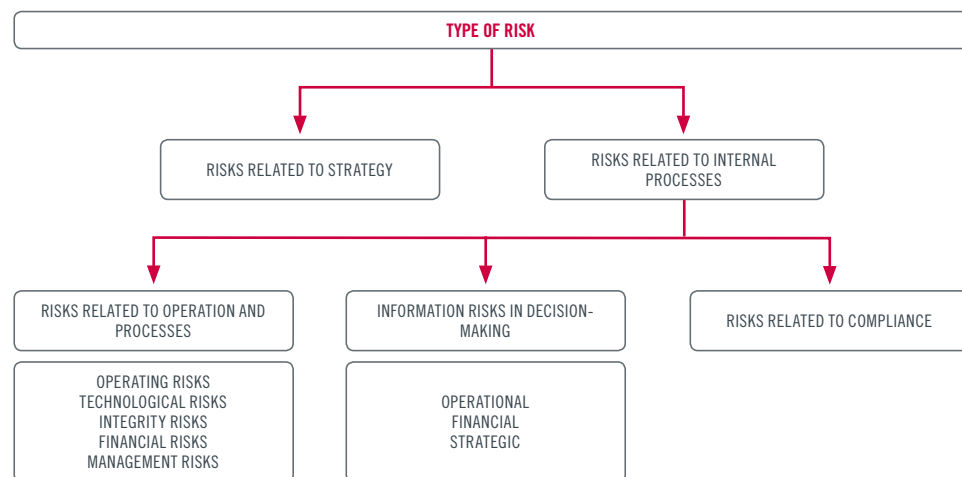 TYPE OF RISK
RISKS RELATED TO STRATEGY
RISKS RELATED TO INTERNAL
PROCESSES
RISKS RELATED TO OPERATION AND
PROCESSES
INFORMATION RISKS IN DECISION-
MAKING
RISKS RELATED TO COMPLIANCE
OPERATING RISKS
TECHNOLOGICAL RISKS
INTEGRITY RISKS
FINANCIAL RISKS
MANAGEMENT RISKS
OPERATIONAL
FINANCIAL
STRATEGIC